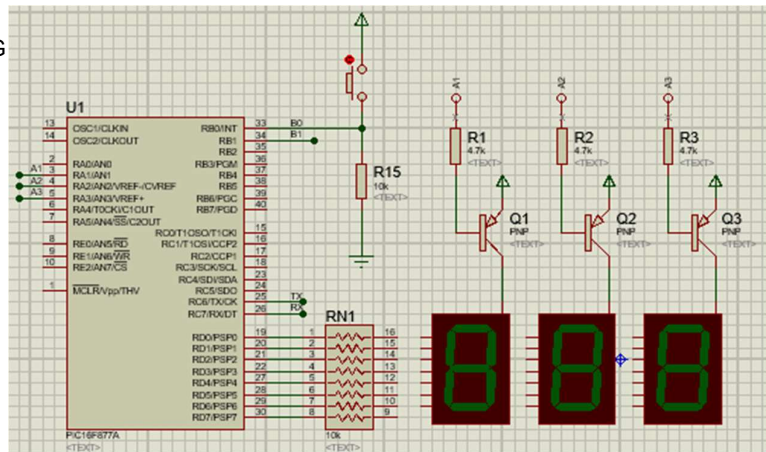 G
U1
13 OSC1/CLKIN
14 OSC2/CLKOUT
2 RA0/AN0
A1 3 RA1/AN1
A2 4 RA2/AN2/VREF-/CVREF
A3 5 RA3/AN3/VREF+
6 RA4/T0CKI/C1OUT
7 RA5/AN4/SS/C2OUT
8 RE0/AN5/RD
9 RE1/AN6/WR
10 RE2/AN7/CS
1 MCLR/Vpp/THV
RB0/INT 33 B0
RB1 34 B1
RB2 35
RB3/PGM 36
RB4 37
RB5 38
RB6/PGC 39
RB7/PGD 40
RC0/T1OSO/T1CKI 15
RC1/T1OSI/CCP2 16
RC2/CCP1 17
RC3/SCK/SCL 18
RC4/SDI/SDA 23
RC5/SDO 24
RC6/TX/CK 25 TX
RC7/RX/DT 26 RX
RD0/PSP0 19
RD1/PSP1 20
RD2/PSP2 21
RD3/PSP3 22
RD4/PSP4 27
RD5/PSP5 28
RD6/PSP6 29
RD7/PSP7 30
PIC16F877A
<TEXT>
R15
10k
<TEXT>
RN1
1 16
2 15
3 14
4 13
5 12
6 11
7 10
8 9
10k
<TEXT>
A1
R1
4.7k
<TEXT>
Q1
PNP
<TEXT>
A2
R2
4.7k
<TEXT>
Q2
PNP
<TEXT>
A3
R3
4.7k
<TEXT>
Q3
PNP
<TEXT>
8 8 8